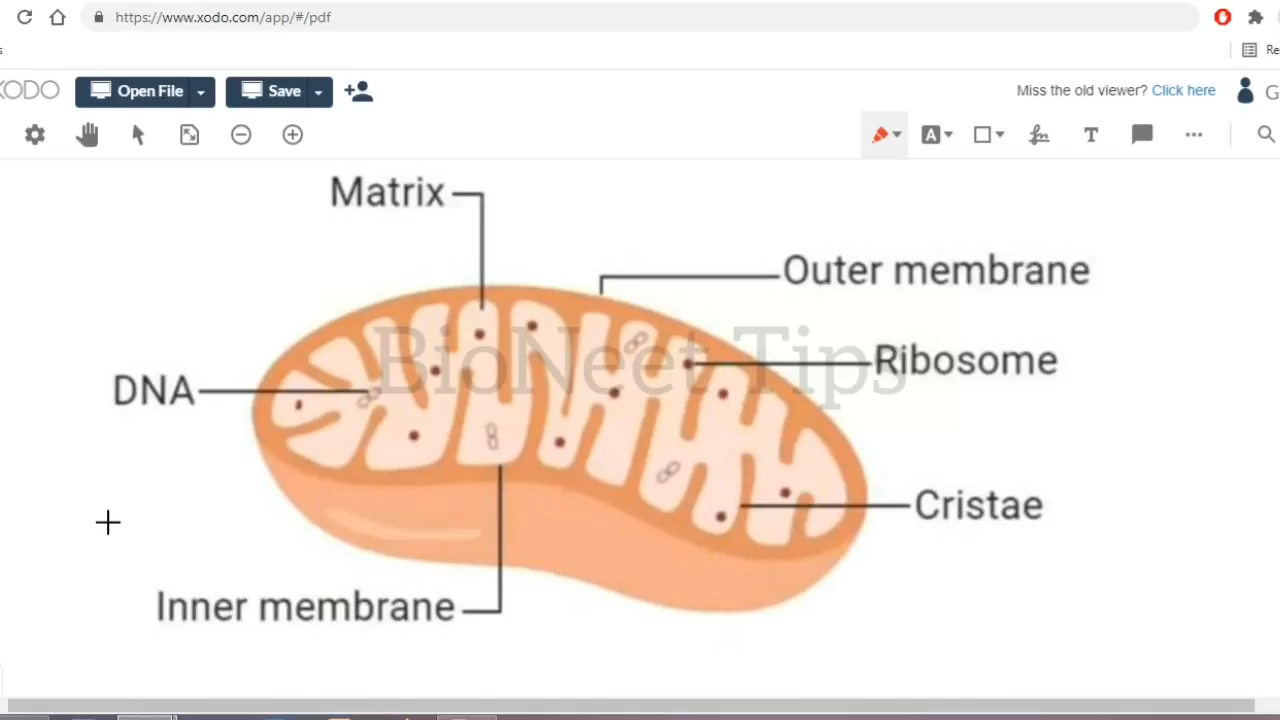 https://www.xodo.com/app/#/pdf
Re
XODO
Open File
Save
Miss the old viewer? Click here
G
A
T
Matrix
Outer membrane
BioNeet Tips
Ribosome
DNA
Cristae
Inner membrane